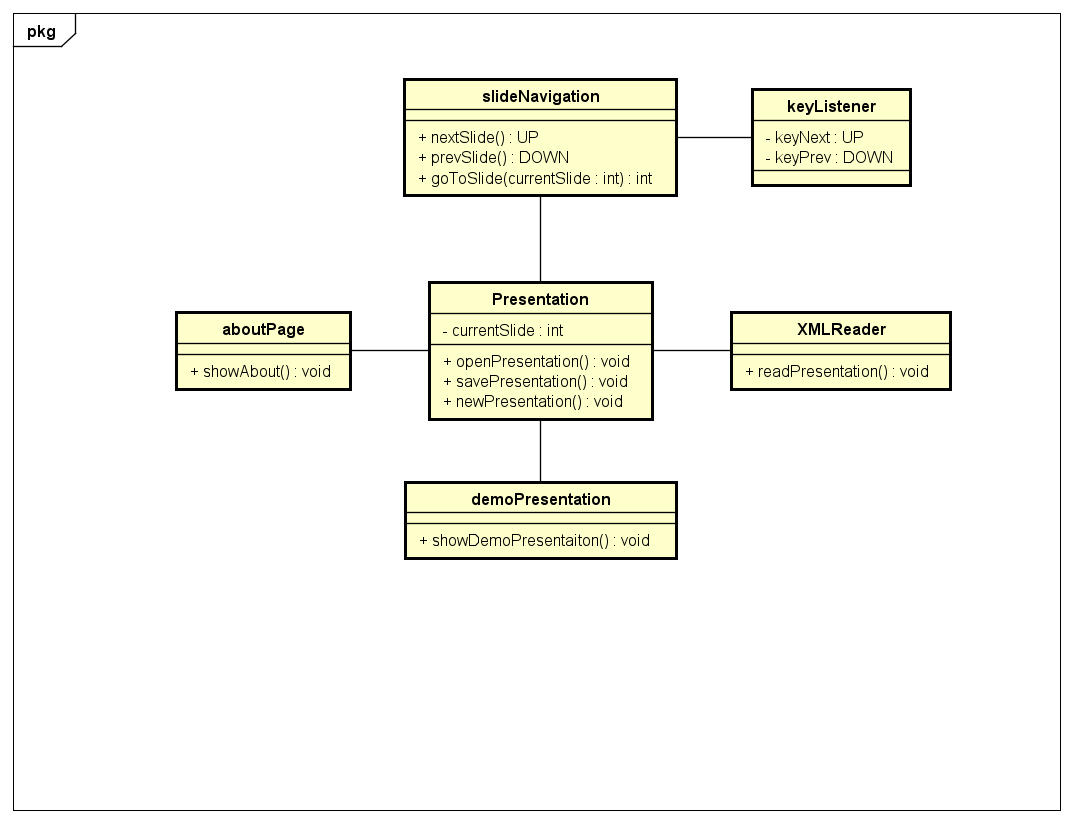 pkg
slideNavigation
+ nextSlide() : UP
+ prevSlide() : DOWN
+ goToSlide(currentSlide : int) : int
keyListener
- keyNext : UP
- keyPrev : DOWN
Presentation
- currentSlide : int
+ openPresentation() : void
+ savePresentation() : void
+ newPresentation() : void
aboutPage
+ showAbout() : void
XMLReader
+ readPresentation() : void
demoPresentation
+ showDemoPresentaiton() : void